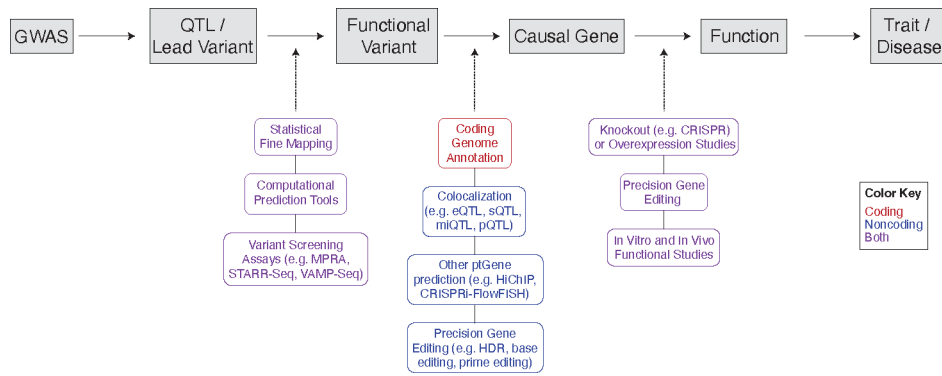 GWAS
QTL /
Lead Variant
Functional
Variant
Causal Gene
Function
Trait /
Disease
Statistical
Fine Mapping
Computational
Prediction Tools
Variant Screening
Assays (e.g. MPRA,
STARR-Seq, VAMP-Seq)
Coding
Genome
Annotation
Colocalization
(e.g. eQTL, sQTL,
miQTL, pQTL)
Other ptGene
prediction (e.g. HiChIP,
CRISPRi-FlowFISH)
Precision Gene
Editing (e.g. HDR, base
editing, prime editing)
Knockout (e.g. CRISPR)
or Overexpression Studies
Precision Gene
Editing
In Vitro and In Vivo
Functional Studies
Color Key
Coding
Noncoding
Both